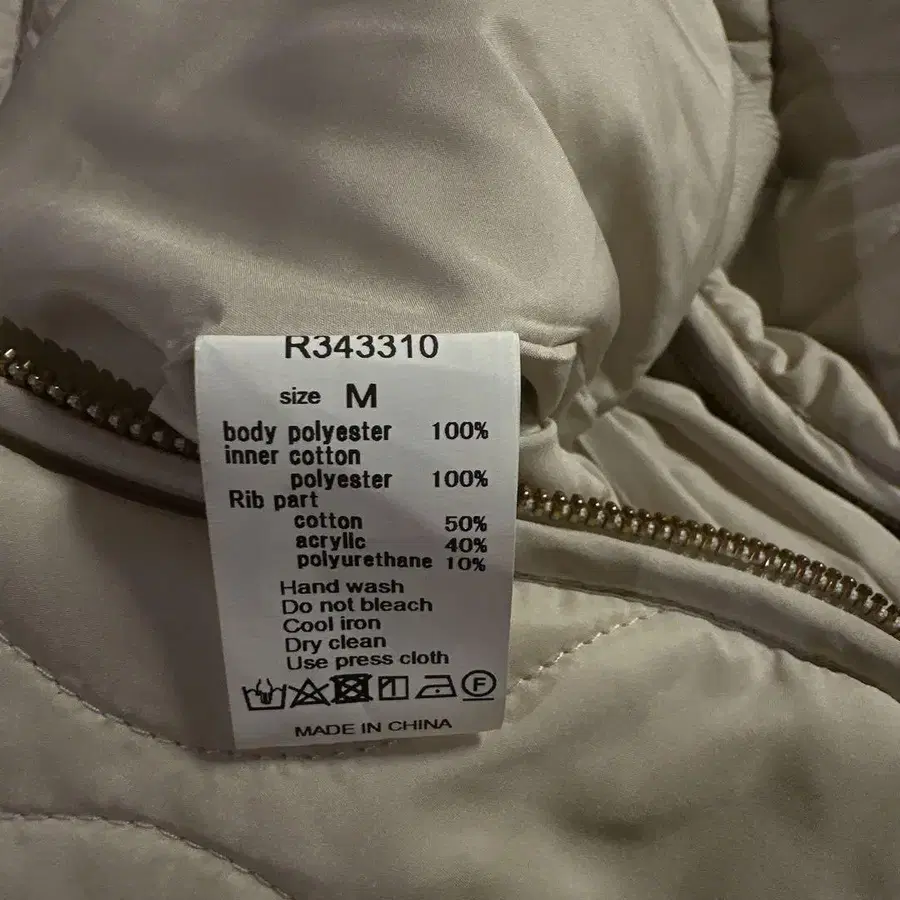 R343310
size M
body polyester 100%
inner cotton
polyester 100%
Rib part
cotton 50%
acrylic 40%
polyurethane 10%
Hand wash
Do not bleach
Cool iron
Dry clean
Use press cloth
F
MADE IN CHINA